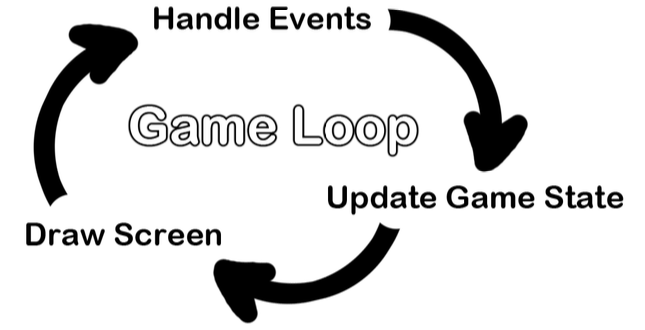 Handle Events
Game Loop
Update Game State
Draw Screen